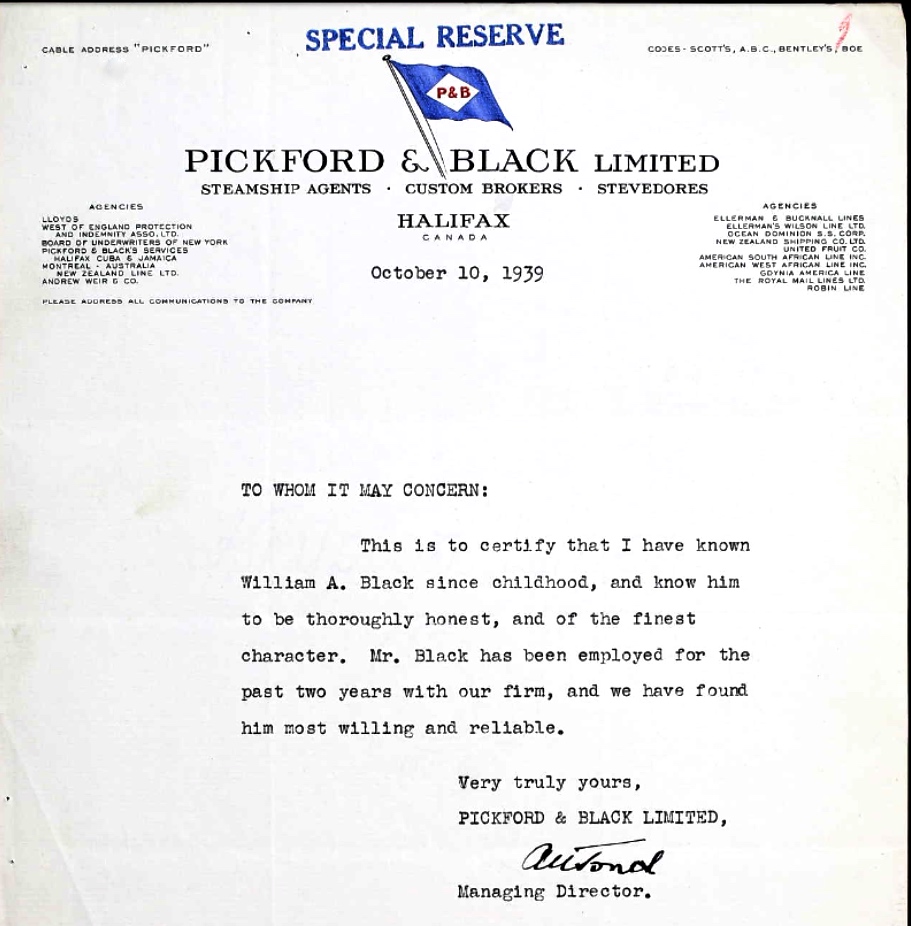 SPECIAL RESERVE
CABLE ADDRESS "PICKFORD"
CODES - SCOTT'S, A.B.C., BENTLEY'S, BOE
P&B
PICKFORD & BLACK LIMITED
STEAMSHIP AGENTS · CUSTOM BROKERS · STEVEDORES
AGENCIES
LLOYDS
WEST OF ENGLAND PROTECTION
AND INDEMNITY ASSO. LTD.
BOARD OF UNDERWRITERS OF NEW YORK
PICKFORD & BLACK'S SERVICES
HALIFAX CUBA & JAMAICA
MONTREAL - AUSTRALIA
NEW ZEALAND LINE LTD.
ANDREW WEIR & CO.
PLEASE ADDRESS ALL COMMUNICATIONS TO THE COMPANY
HALIFAX
CANADA
October 10, 1939
AGENCIES
ELLERMAN & BUCKNALL LINES
ELLERMAN'S WILSON LINE LTD.
OCEAN DOMINION S.S. CORP.
NEW ZEALAND SHIPPING CO. LTD.
UNITED FRUIT CO.
AMERICAN SOUTH AFRICAN LINE INC.
AMERICAN WEST AFRICAN LINE INC.
GDYNIA AMERICA LINE
THE ROYAL MAIL LINES LTD.
ROBIN LINE
TO WHOM IT MAY CONCERN:
This is to certify that I have known
William A. Black since childhood, and know him
to be thoroughly honest, and of the finest
character. Mr. Black has been employed for the
past two years with our firm, and we have found
him most willing and reliable.
Very truly yours,
PICKFORD & BLACK LIMITED,
Managing Director.